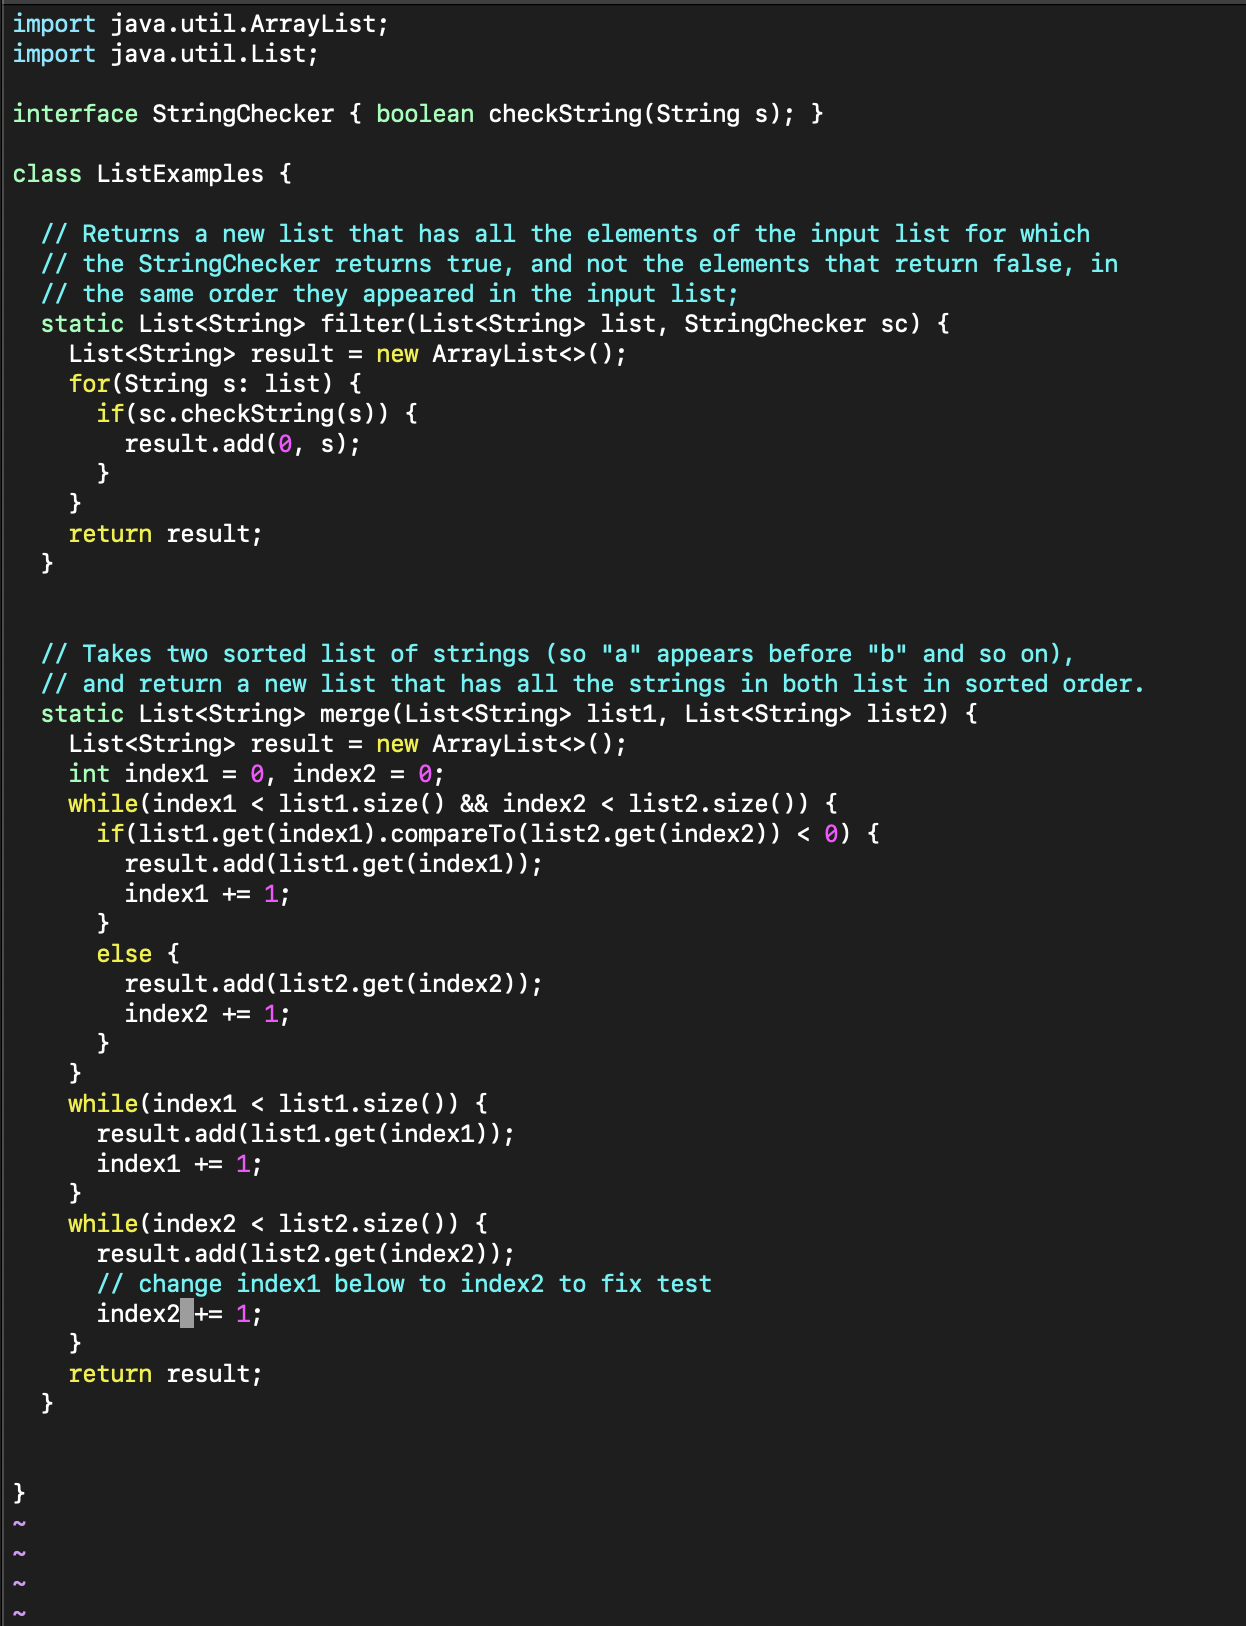 import java.util.ArrayList;
import java.util.List;

interface StringChecker { boolean checkString(String s); }

class ListExamples {

  // Returns a new list that has all the elements of the input list for which
  // the StringChecker returns true, and not the elements that return false, in
  // the same order they appeared in the input list;
  static List<String> filter(List<String> list, StringChecker sc) {
    List<String> result = new ArrayList<>();
    for(String s: list) {
      if(sc.checkString(s)) {
        result.add(0, s);
      }
    }
    return result;
  }


  // Takes two sorted list of strings (so "a" appears before "b" and so on),
  // and return a new list that has all the strings in both list in sorted order.
  static List<String> merge(List<String> list1, List<String> list2) {
    List<String> result = new ArrayList<>();
    int index1 = 0, index2 = 0;
    while(index1 < list1.size() && index2 < list2.size()) {
      if(list1.get(index1).compareTo(list2.get(index2)) < 0) {
        result.add(list1.get(index1));
        index1 += 1;
      }
      else {
        result.add(list2.get(index2));
        index2 += 1;
      }
    }
    while(index1 < list1.size()) {
      result.add(list1.get(index1));
      index1 += 1;
    }
    while(index2 < list2.size()) {
      result.add(list2.get(index2));
      // change index1 below to index2 to fix test
      index2 += 1;
    }
    return result;
  }


}
~
~
~
~